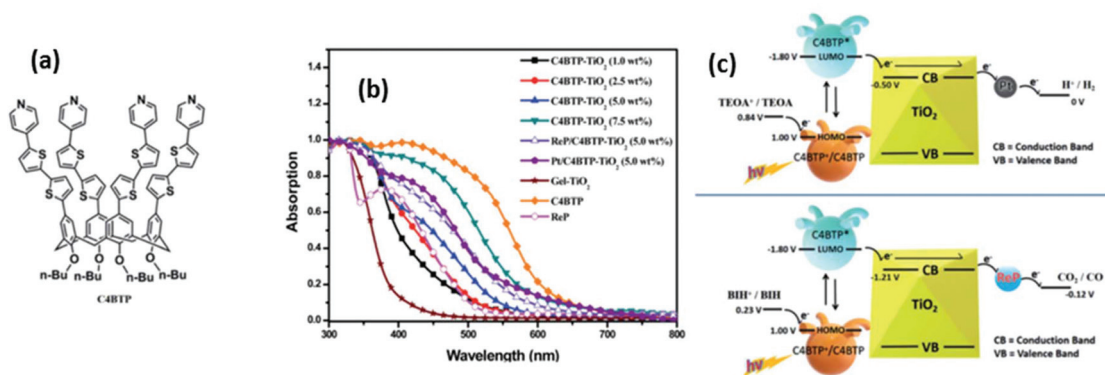 (a)
N N N N
S S S S
S S S S
O O O O
n-Bu n-Bu n-Bu n-Bu
C4BTP
(b)
Absorption
1.4
1.2
1.0
0.8
0.6
0.4
0.2
0.0
300 400 500 600 700 800
Wavelength (nm)
C4BTP-TiO₂ (1.0 wt%)
C4BTP-TiO₂ (2.5 wt%)
C4BTP-TiO₂ (5.0 wt%)
C4BTP-TiO₂ (7.5 wt%)
ReP/C4BTP-TiO₂ (5.0 wt%)
Pt/C4BTP-TiO₂ (5.0 wt%)
Gel-TiO₂
C4BTP
ReP
(c)
C4BTP*
-1.80 V LUMO
e⁻
-0.50 V CB
e⁻
Pt
e⁻
H⁺ / H₂
0 V
TEOA⁺ / TEOA
0.84 V
e⁻
1.00 V HOMO
C4BTP⁺/C4BTP
hν
TiO₂
VB
CB = Conduction Band
VB = Valence Band
C4BTP*
-1.80 V LUMO
e⁻
-1.21 V CB
e⁻
ReP
e⁻
CO₂ / CO
-0.12 V
BIH⁺ / BIH
0.23 V
e⁻
1.00 V HOMO
C4BTP⁺/C4BTP
hν
TiO₂
VB
CB = Conduction Band
VB = Valence Band